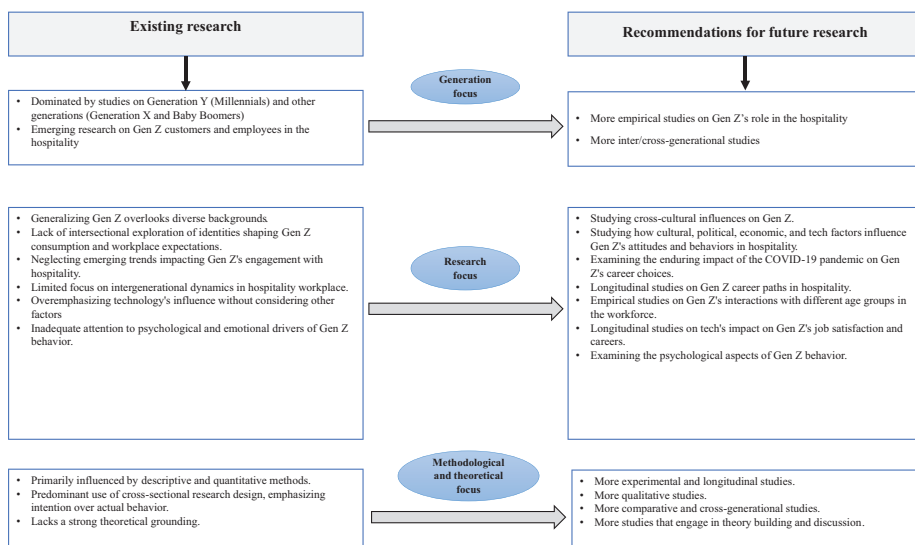 Existing research
Recommendations for future research
Generation
focus
• Dominated by studies on Generation Y (Millennials) and other
generations (Generation X and Baby Boomers)
• Emerging research on Gen Z customers and employees in the
hospitality
• More empirical studies on Gen Z's role in the hospitality
• More inter/cross-generational studies
• Generalizing Gen Z overlooks diverse backgrounds.
• Lack of intersectional exploration of identities shaping Gen Z
consumption and workplace expectations.
• Neglecting emerging trends impacting Gen Z's engagement with
hospitality.
• Limited focus on intergenerational dynamics in hospitality workplace.
• Overemphasizing technology's influence without considering other
factors
• Inadequate attention to psychological and emotional drivers of Gen Z
behavior.
Research
focus
• Studying cross-cultural influences on Gen Z.
• Studying how cultural, political, economic, and tech factors influence
Gen Z's attitudes and behaviors in hospitality.
• Examining the enduring impact of the COVID-19 pandemic on Gen
Z's career choices.
• Longitudinal studies on Gen Z career paths in hospitality.
• Empirical studies on Gen Z's interactions with different age groups in
the workforce.
• Longitudinal studies on tech's impact on Gen Z's job satisfaction and
careers.
• Examining the psychological aspects of Gen Z behavior.
• Primarily influenced by descriptive and quantitative methods.
• Predominant use of cross-sectional research design, emphasizing
intention over actual behavior.
• Lacks a strong theoretical grounding.
Methodological
and theoretical
focus
• More experimental and longitudinal studies.
• More qualitative studies.
• More comparative and cross-generational studies.
• More studies that engage in theory building and discussion.